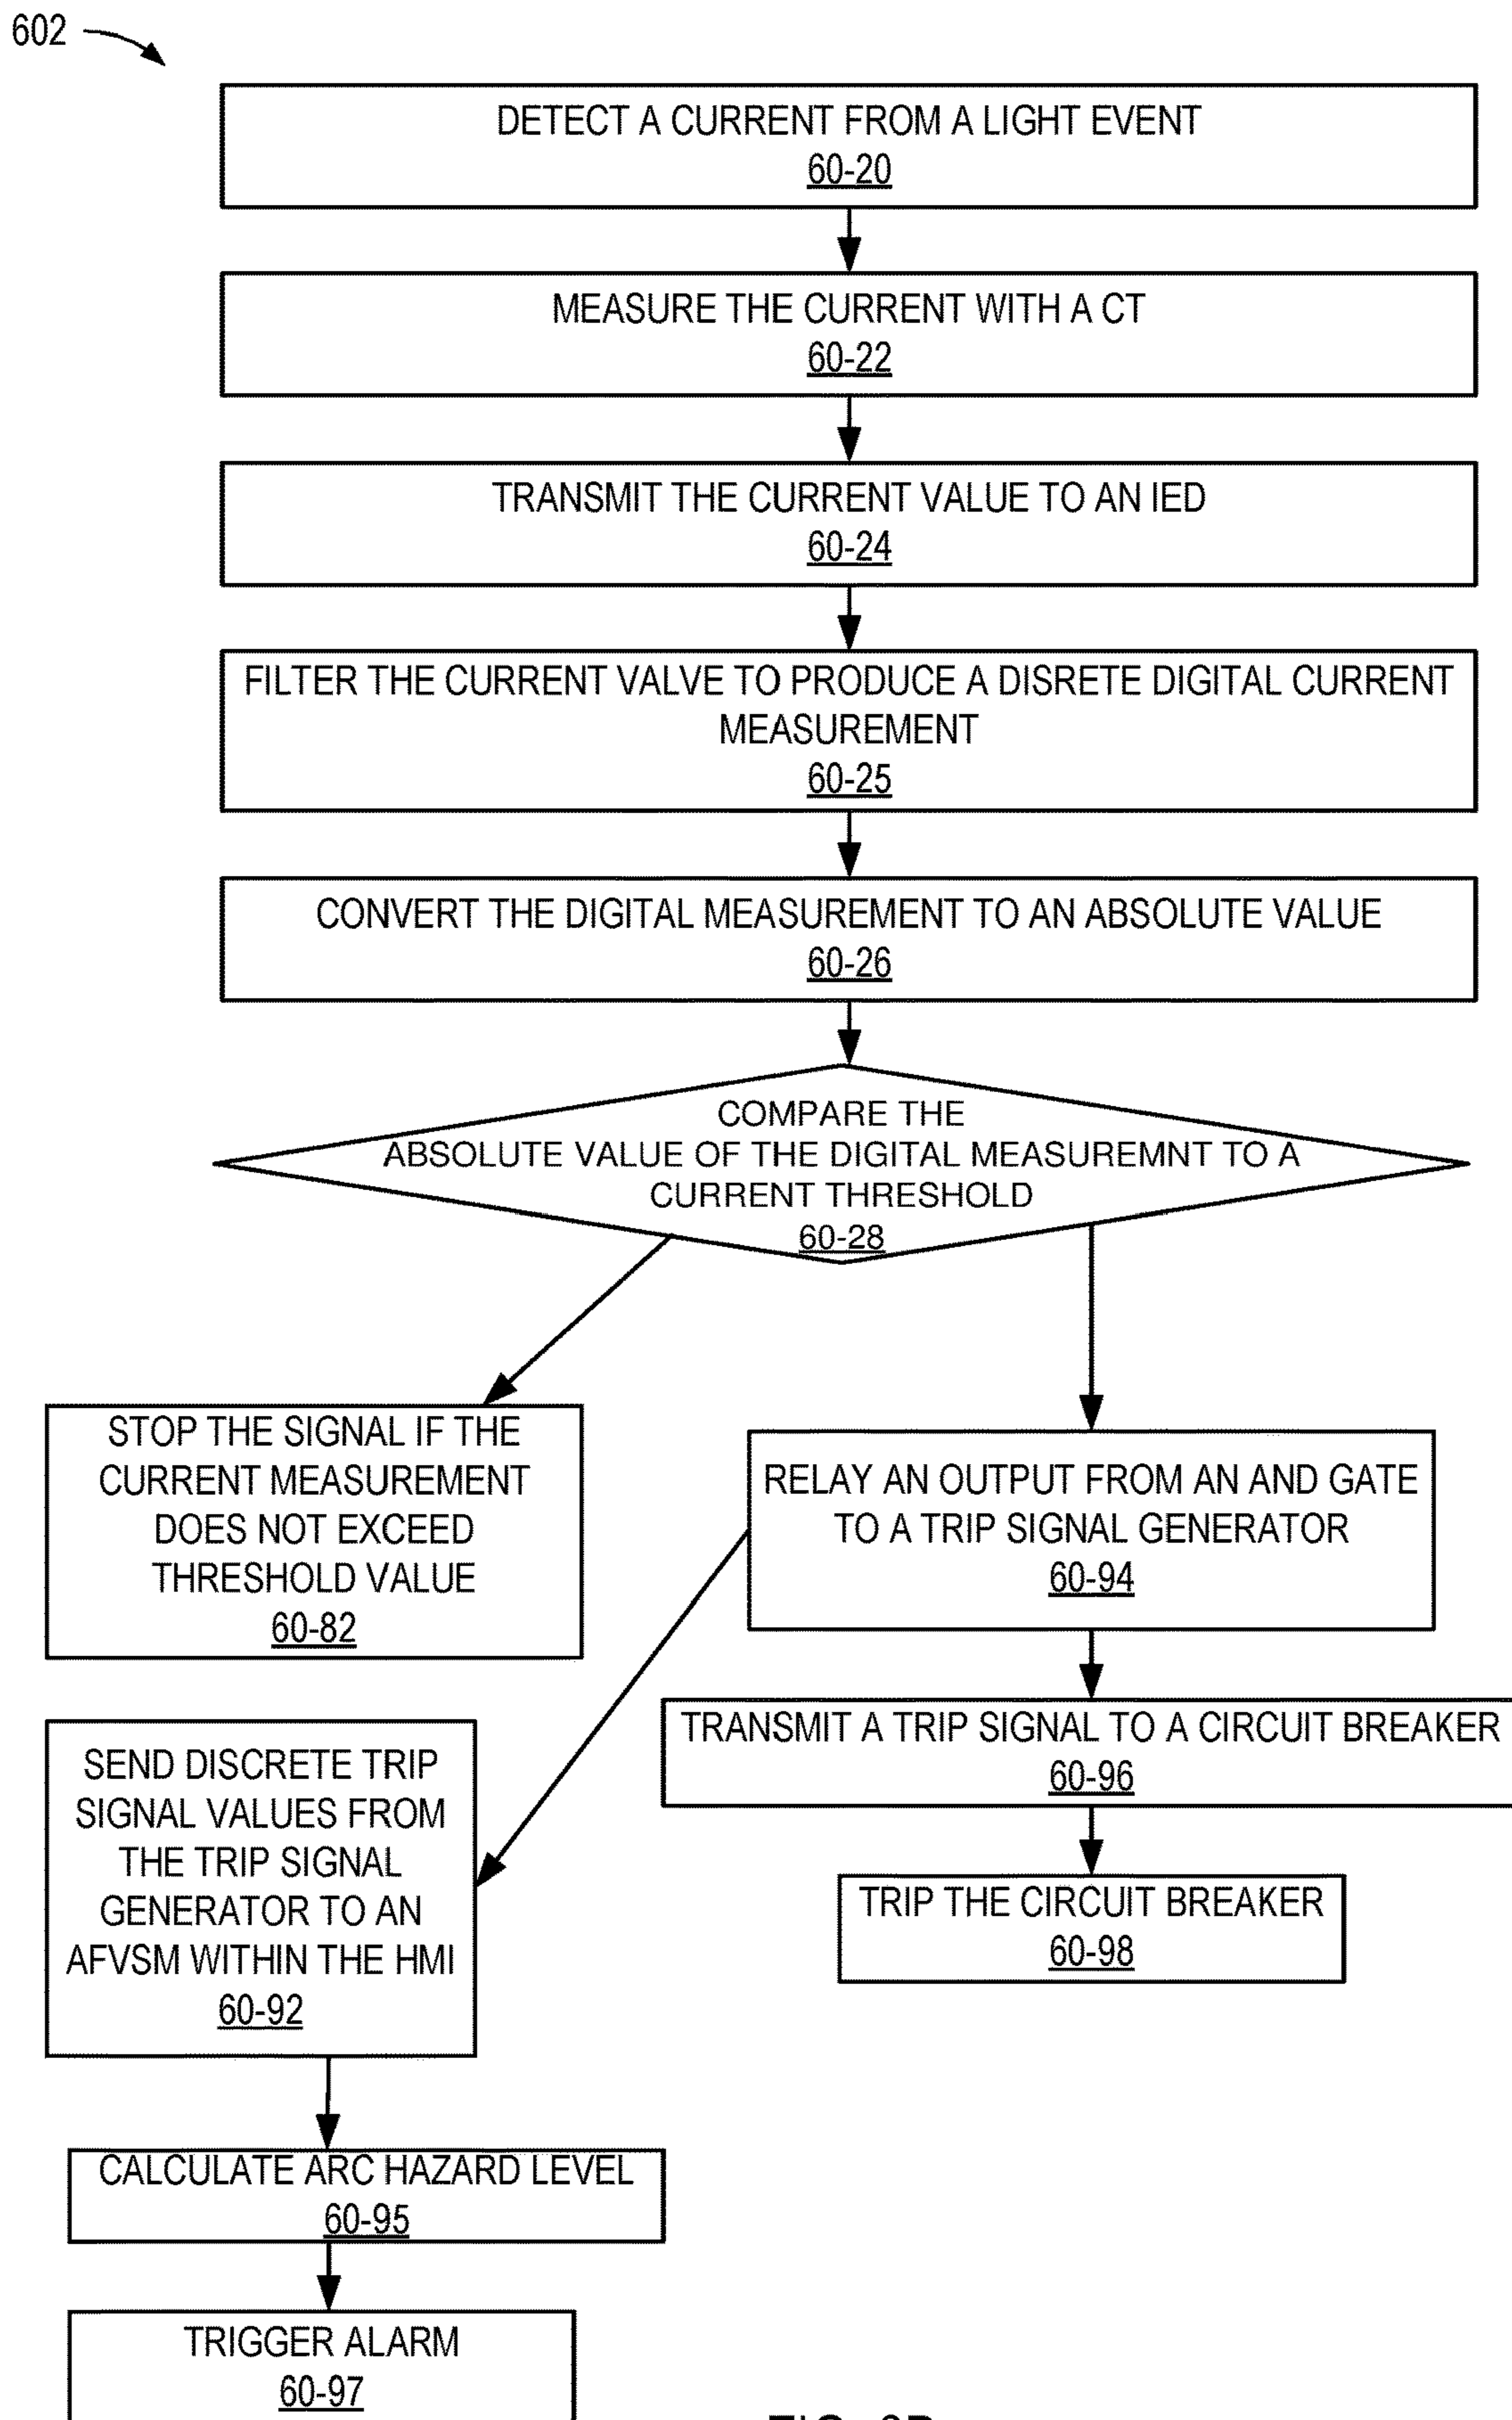 602
DETECT A CURRENT FROM A LIGHT EVENT
60-20
MEASURE THE CURRENT WITH A CT
60-22
TRANSMIT THE CURRENT VALUE TO AN IED
60-24
FILTER THE CURRENT VALVE TO PRODUCE A DISRETE DIGITAL CURRENT
MEASUREMENT
60-25
CONVERT THE DIGITAL MEASUREMENT TO AN ABSOLUTE VALUE
60-26
COMPARE THE
ABSOLUTE VALUE OF THE DIGITAL MEASUREMNT TO A
CURRENT THRESHOLD
60-28
STOP THE SIGNAL IF THE
CURRENT MEASUREMENT
DOES NOT EXCEED
THRESHOLD VALUE
60-82
RELAY AN OUTPUT FROM AN AND GATE
TO A TRIP SIGNAL GENERATOR
60-94
TRANSMIT A TRIP SIGNAL TO A CIRCUIT BREAKER
60-96
TRIP THE CIRCUIT BREAKER
60-98
SEND DISCRETE TRIP
SIGNAL VALUES FROM
THE TRIP SIGNAL
GENERATOR TO AN
AFVSM WITHIN THE HMI
60-92
CALCULATE ARC HAZARD LEVEL
60-95
TRIGGER ALARM
60-97